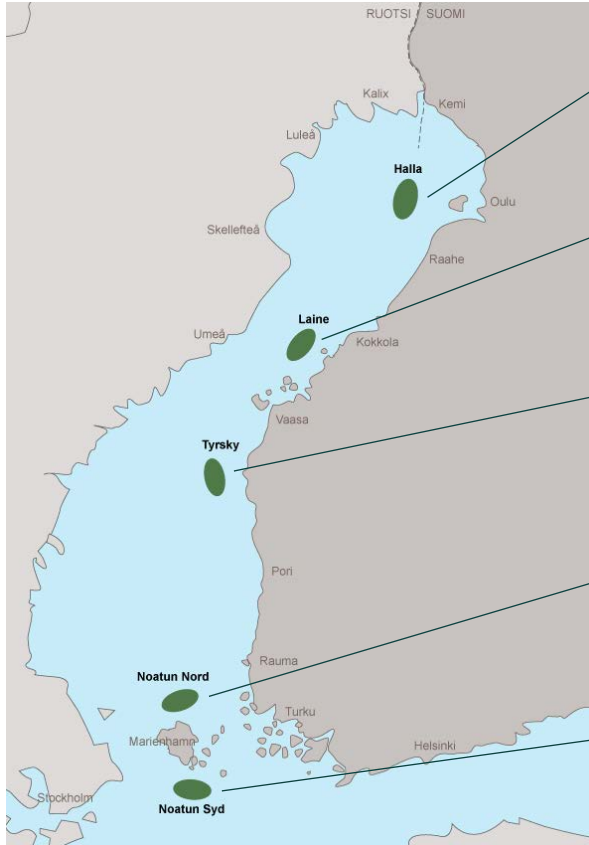 RUOTSI SUOMI
Kalix
Kemi
Luleå
Halla
Oulu
Skellefteå
Raahe
Laine
Umeå
Kokkola
Vaasa
Tyrsky
Pori
Rauma
Noatun Nord
Turku
Marienhamn
Helsinki
Stockholm
Noatun Syd